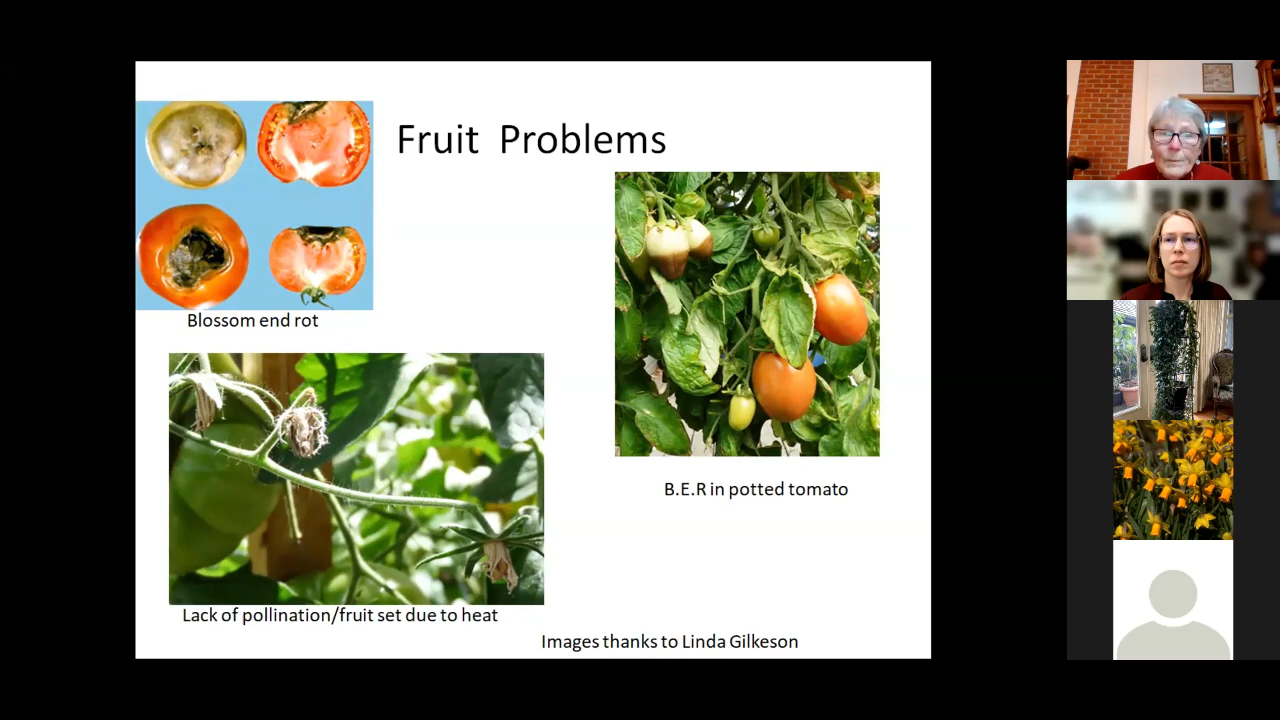 Fruit Problems
Blossom end rot
B.E.R in potted tomato
Lack of pollination/fruit set due to heat
Images thanks to Linda Gilkeson